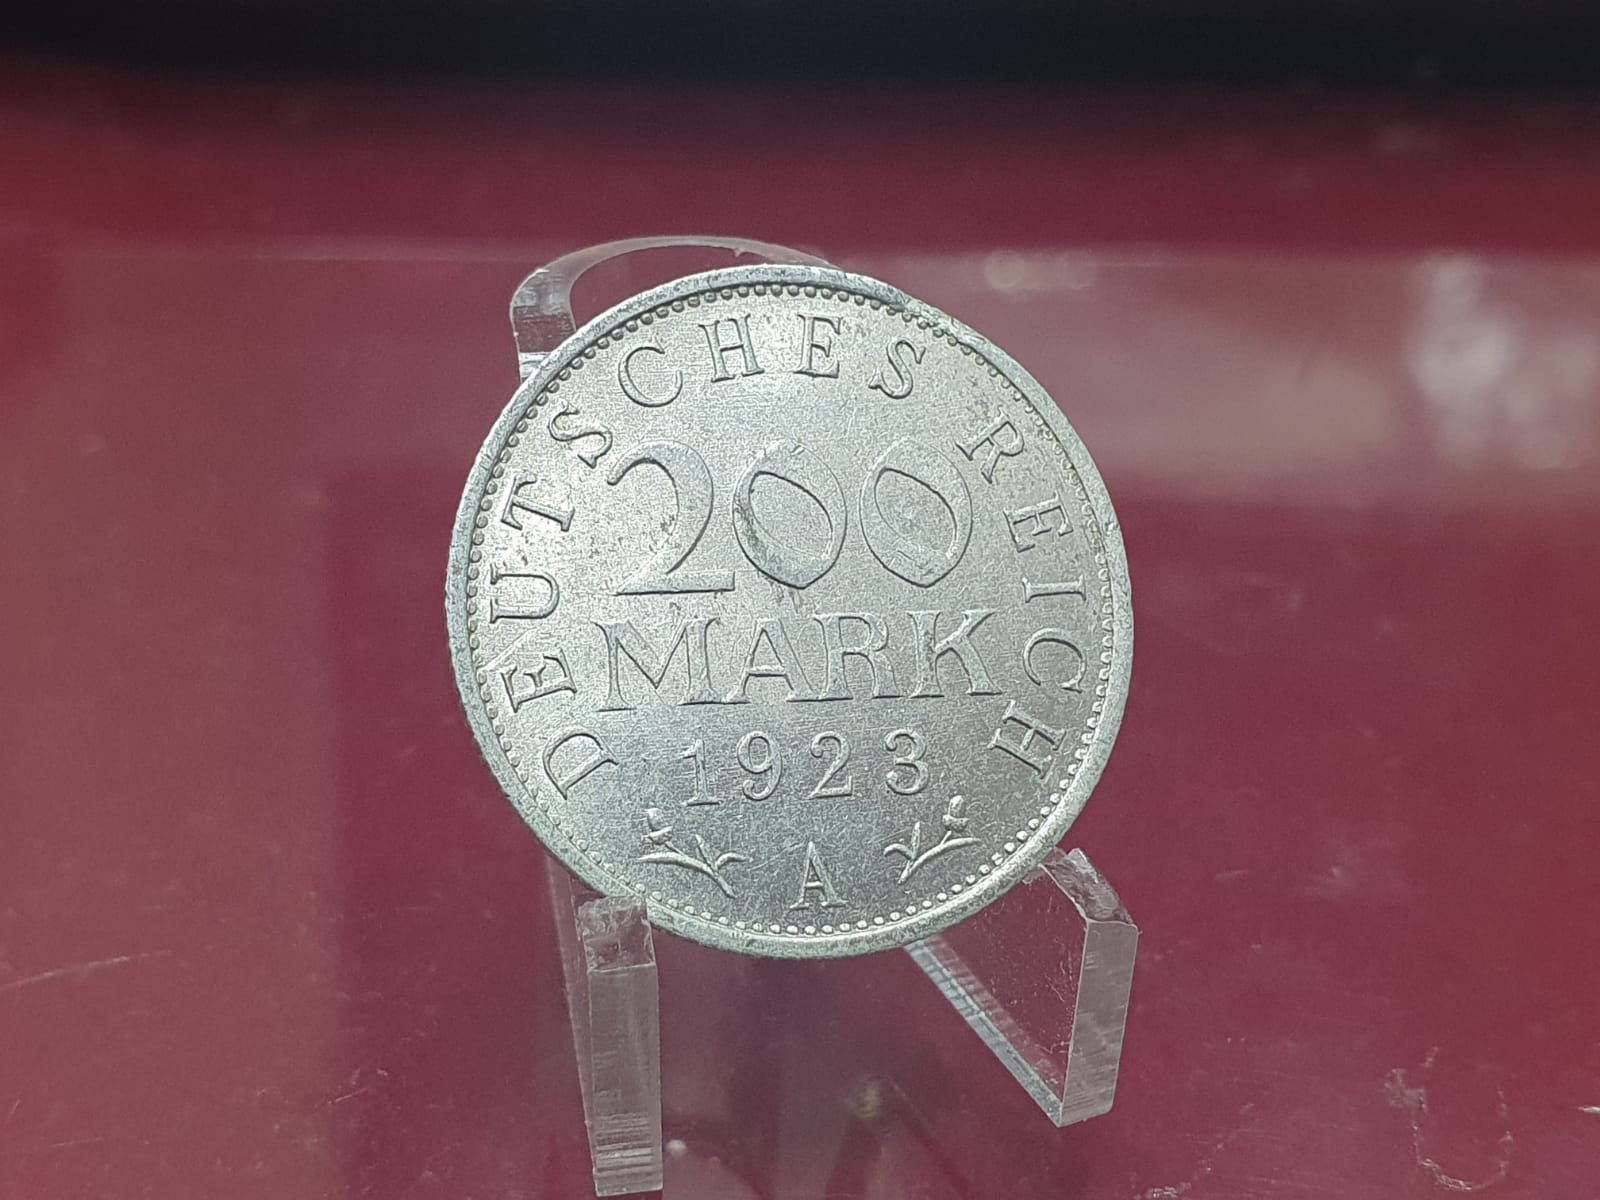 DEUTSCHES REICH
200
MARK
1923
A